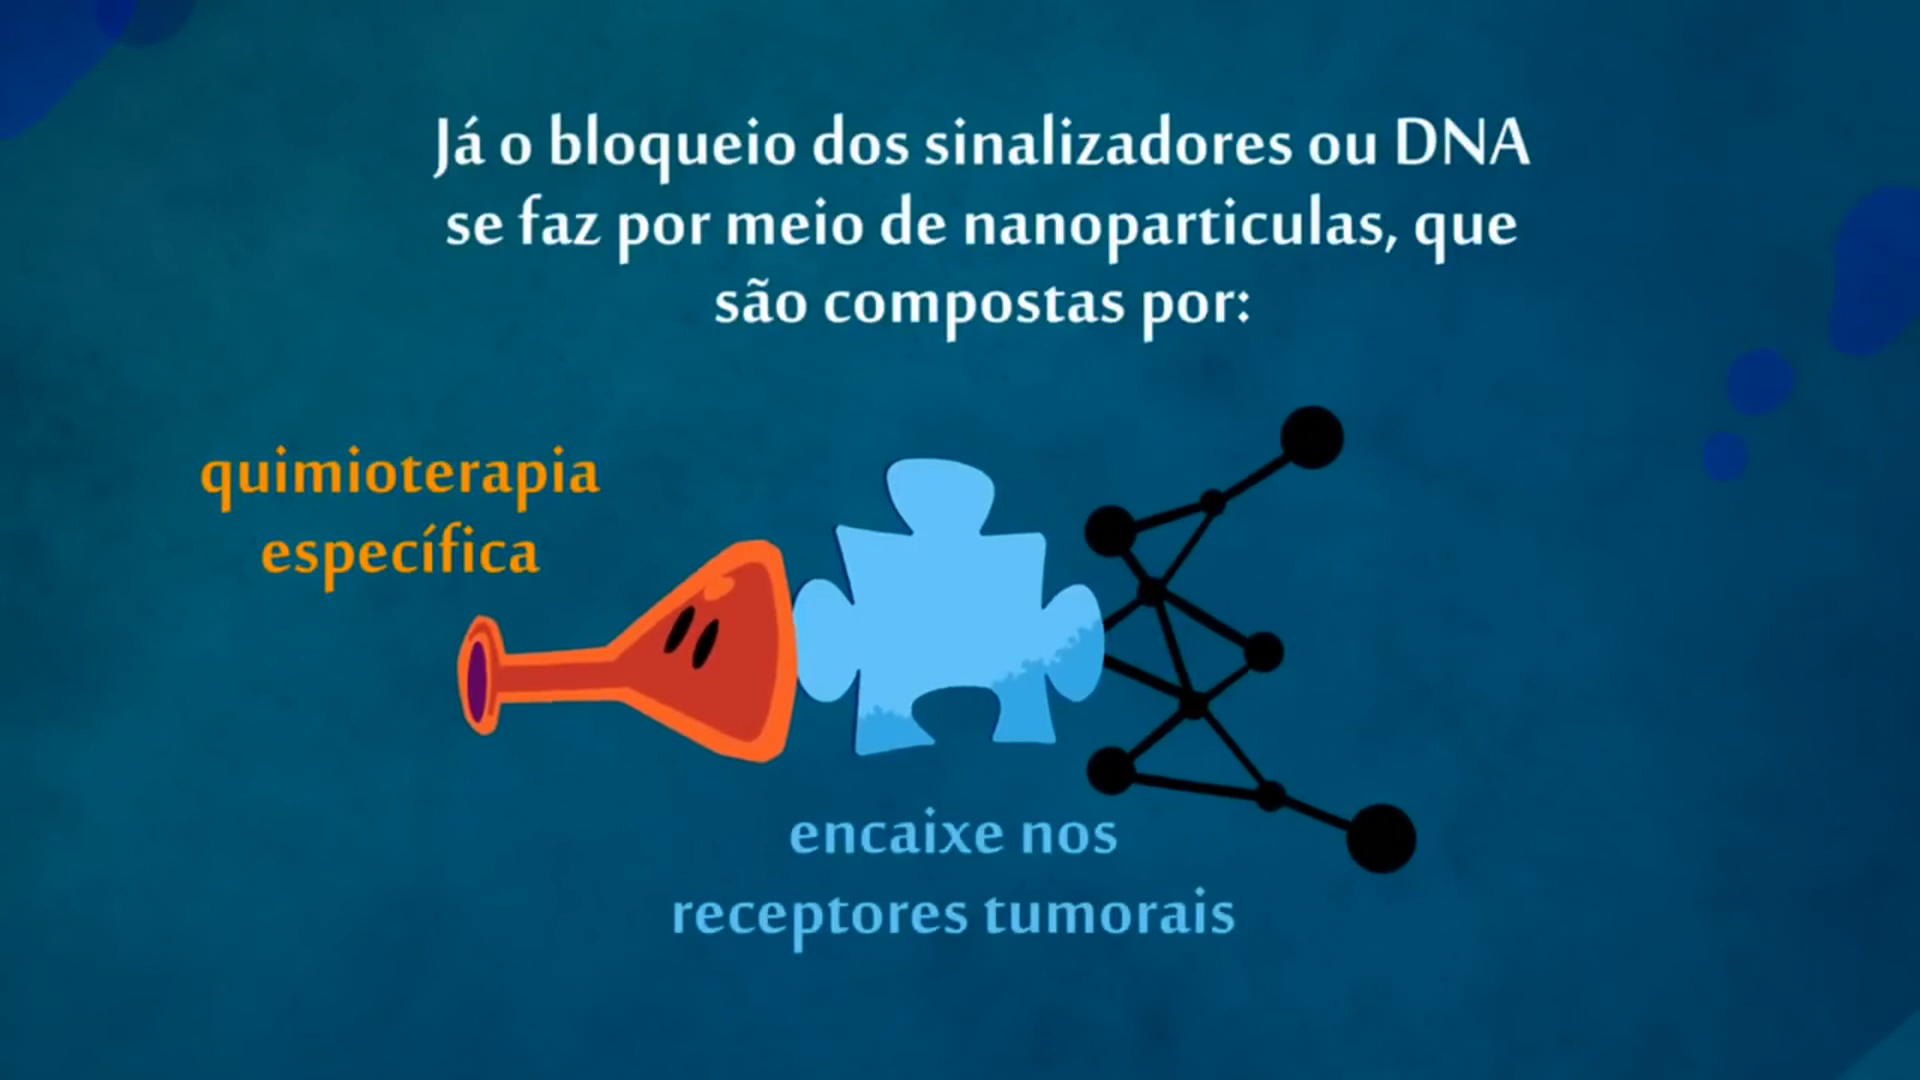 Já o bloqueio dos sinalizadores ou DNA
se faz por meio de nanoparticulas, que
são compostas por:
quimioterapia
específica
encaixe nos
receptores tumorais